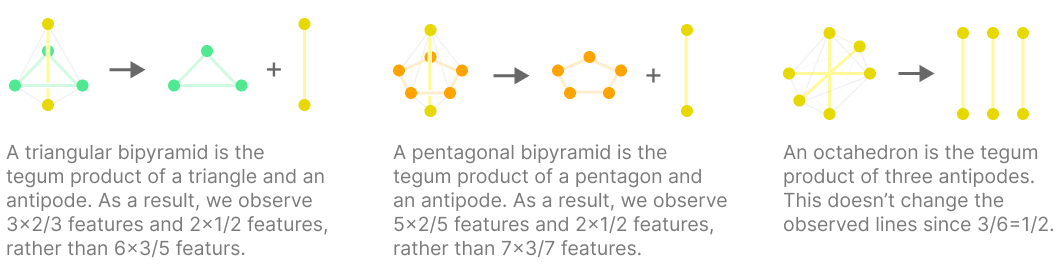 A triangular bipyramid is the
tegum product of a triangle and an
antipode. As a result, we observe
3×2/3 features and 2×1/2 features,
rather than 6×3/5 featurs.
A pentagonal bipyramid is the
tegum product of a pentagon and
an antipode. As a result, we observe
5×2/5 features and 2×1/2 features,
rather than 7×3/7 features.
An octahedron is the tegum
product of three antipodes.
This doesn’t change the
observed lines since 3/6=1/2.